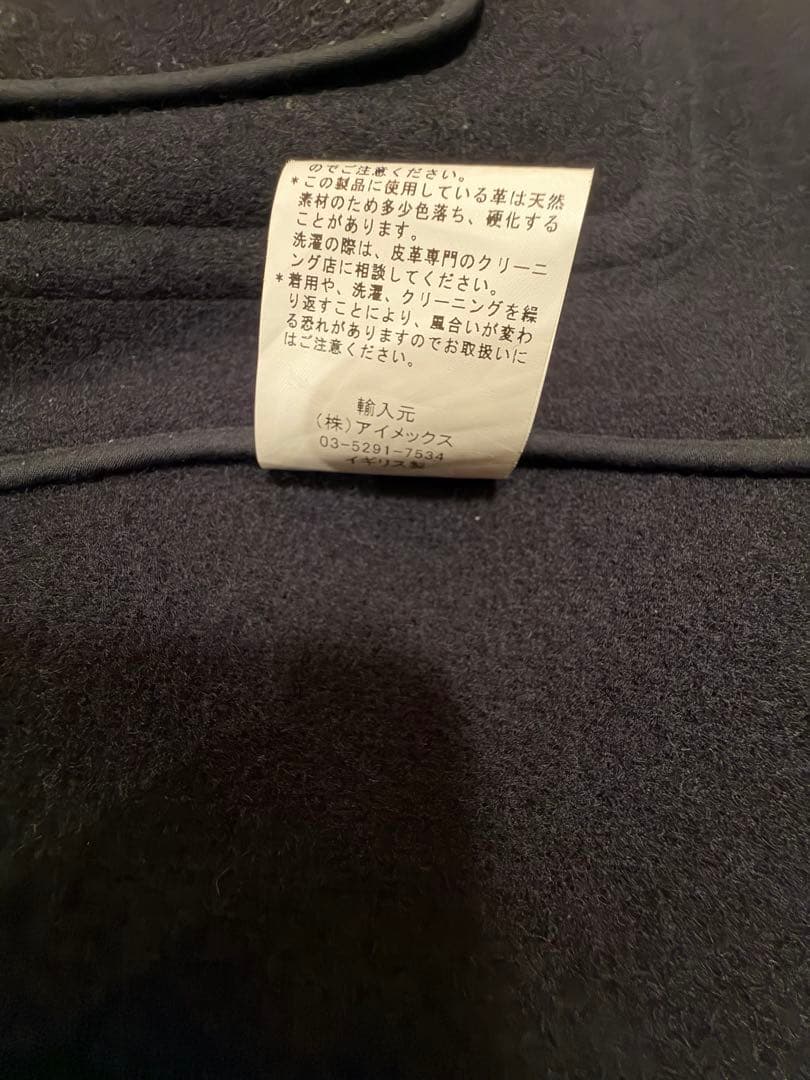 のでご注意ください。
*この製品に使用している革は天然
素材のため多少色落ち、硬化する
ことがあります。
洗濯の際は、皮革専門のクリーニ
ング店に相談してください。
*着用や、洗濯、クリーニングを繰
り返すことにより、風合いが変わ
る恐れがありますのでお取扱いに
はご注意ください。
輸入元
(株)アイメックス
03-5291-7534
イギリス製